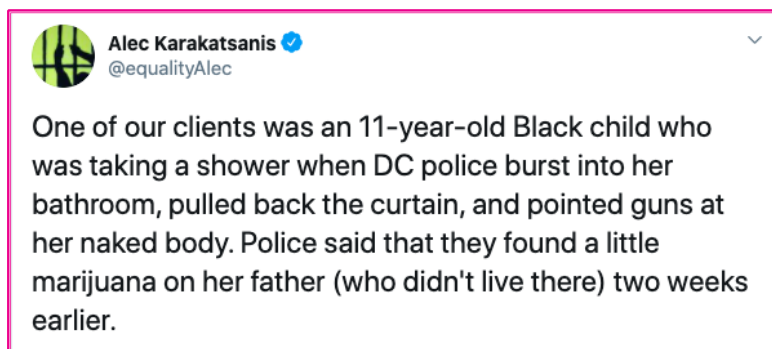 Alec Karakatsanis
@equalityAlec
One of our clients was an 11-year-old Black child who
was taking a shower when DC police burst into her
bathroom, pulled back the curtain, and pointed guns at
her naked body. Police said that they found a little
marijuana on her father (who didn't live there) two weeks
earlier.